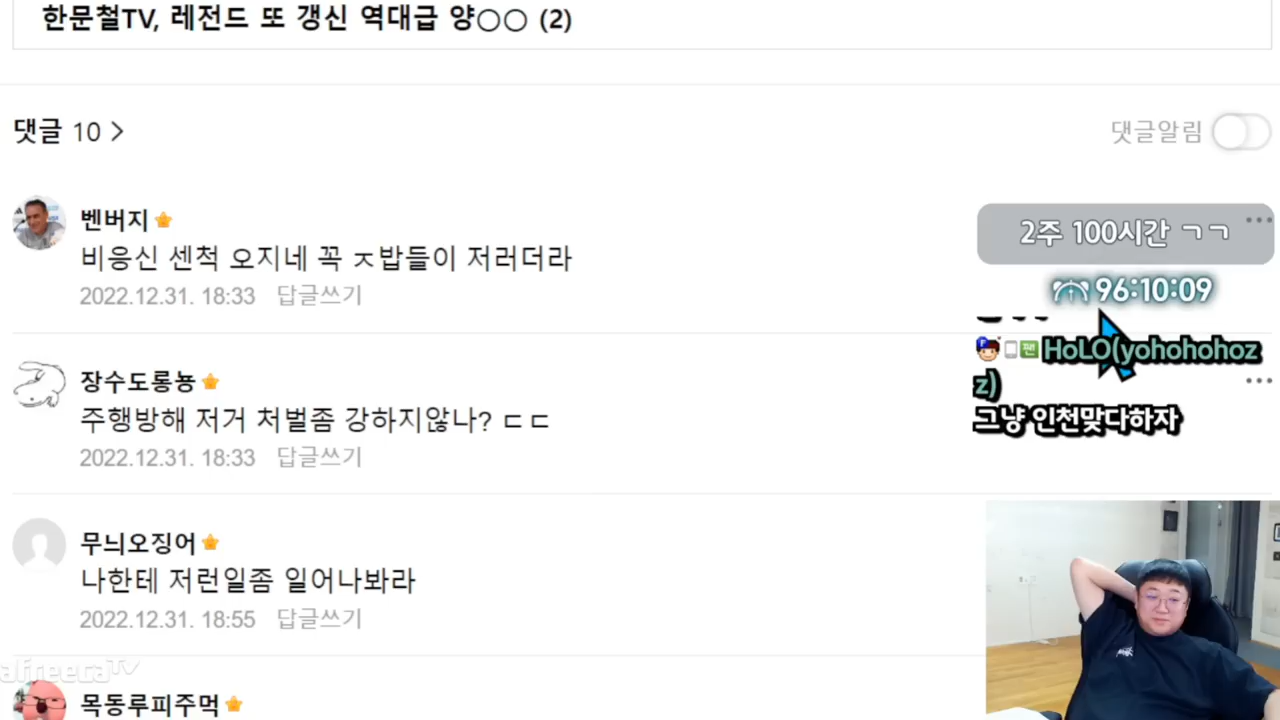 한문철TV, 레전드 또 갱신 역대급 양○○ (2)
댓글 10 >
댓글알림
벤버지
비응신 센척 오지네 꼭 ㅈ밥들이 저러더라
2022.12.31. 18:33 답글쓰기
장수도롱뇽
주행방해 저거 처벌좀 강하지않나? ㄷㄷ
2022.12.31. 18:33 답글쓰기
무늬오징어
나한테 저런일좀 일어나봐라
2022.12.31. 18:55 답글쓰기
목동루피주먹
2주 100시간 ㄱㄱ
96:10:09
HoLO(yohohohoz
z)
그냥 인천맞다하자
afreecaTV